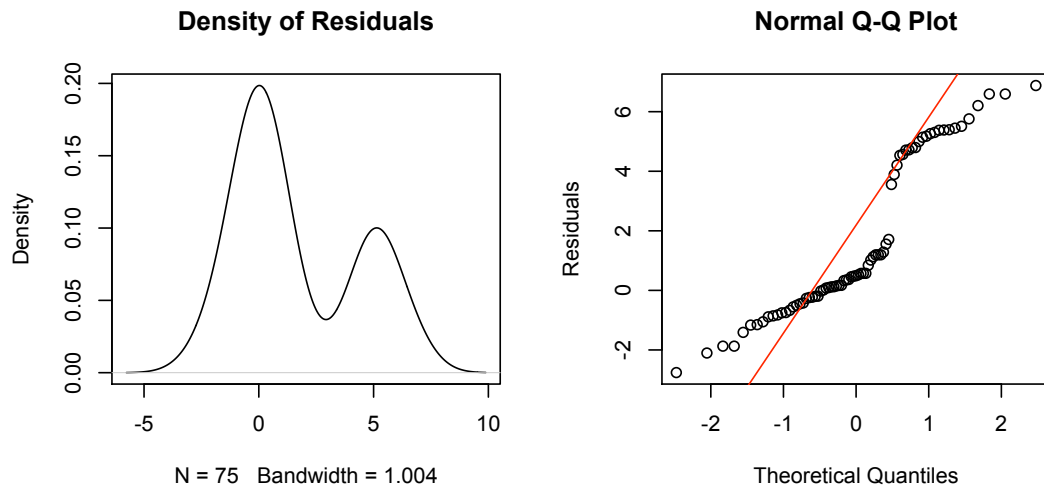 Density of Residuals
0.20
0.15
0.10
0.05
0.00
Density
-5 0 5 10
N = 75 Bandwidth = 1.004
Normal Q-Q Plot
6
4
2
0
-2
Residuals
-2 -1 0 1 2
Theoretical Quantiles